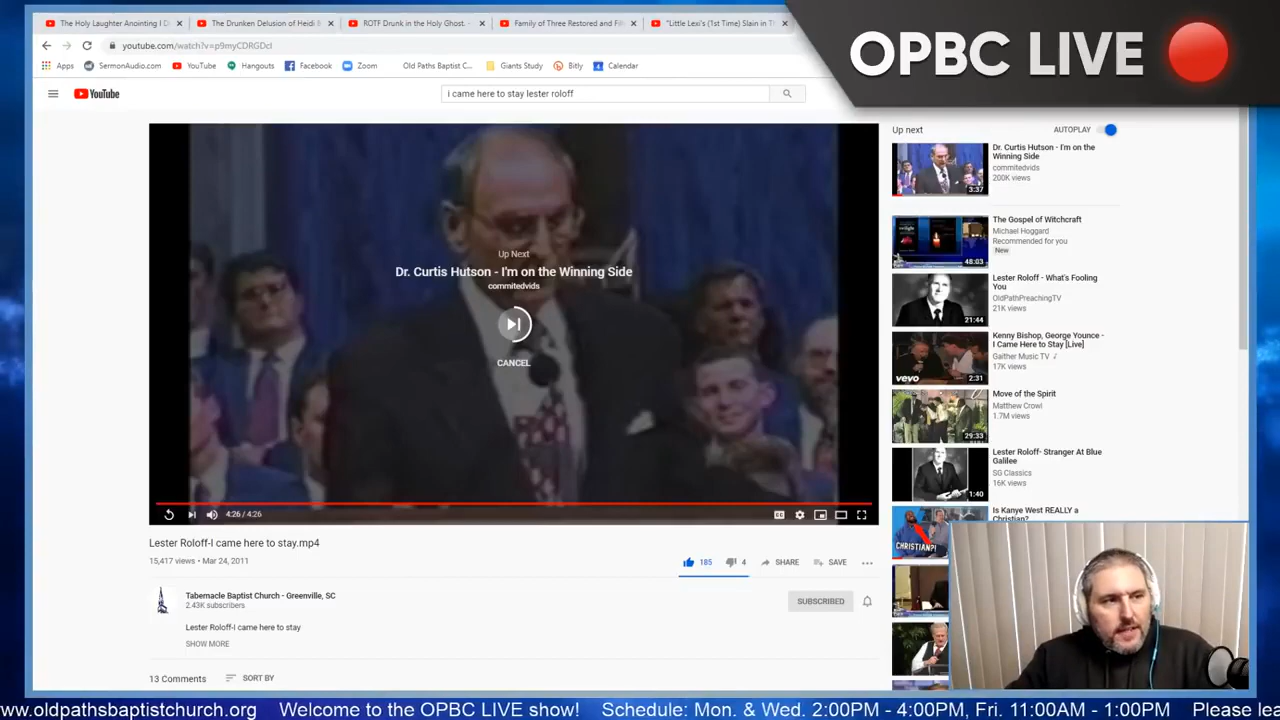 The Holy Laughter Anointing I D
The Drunken Delusion of Heidi B
ROTF Drunk in the Holy Ghost. -
Family of Three Restored and Fill
"Little Lexi's (1st Time) Slain in Th
OPBC LIVE
youtube.com/watch?v=p9myCDRGDcI
Apps
SermonAudio.com
YouTube
Hangouts
Facebook
Zoom
Old Paths Baptist C...
Giants Study
Bitly
Calendar
YouTube
i came here to stay lester roloff
Up Next
Dr. Curtis Hutson - I'm on the Winning Side
commitedvids
CANCEL
4:26 / 4:26
Lester Roloff-I came here to stay.mp4
15,417 views • Mar 24, 2011
185
4
SHARE
SAVE
Tabernacle Baptist Church - Greenville, SC
2.43K subscribers
SUBSCRIBED
Lester Roloff-I came here to stay
SHOW MORE
13 Comments
SORT BY
Up next
AUTOPLAY
Dr. Curtis Hutson - I'm on the
Winning Side
commitedvids
200K views
3:37
The Gospel of Witchcraft
Michael Hoggard
Recommended for you
New
48:03
Lester Roloff - What's Fooling
You
OldPathPreachingTV
21K views
21:44
Kenny Bishop, George Younce -
I Came Here to Stay [Live]
Gaither Music TV
17K views
vevo
2:31
Move of the Spirit
Matthew Crowl
1.7M views
29:33
Lester Roloff- Stranger At Blue
Galilee
SG Classics
16K views
1:40
Is Kanye West REALLY a
Christian?
CHRISTIAN?!
www.oldpathsbaptistchurch.org Welcome to the OPBC LIVE show! Schedule: Mon. & Wed. 2:00PM - 4:00PM, Fri. 11:00AM - 1:00PM Please lea